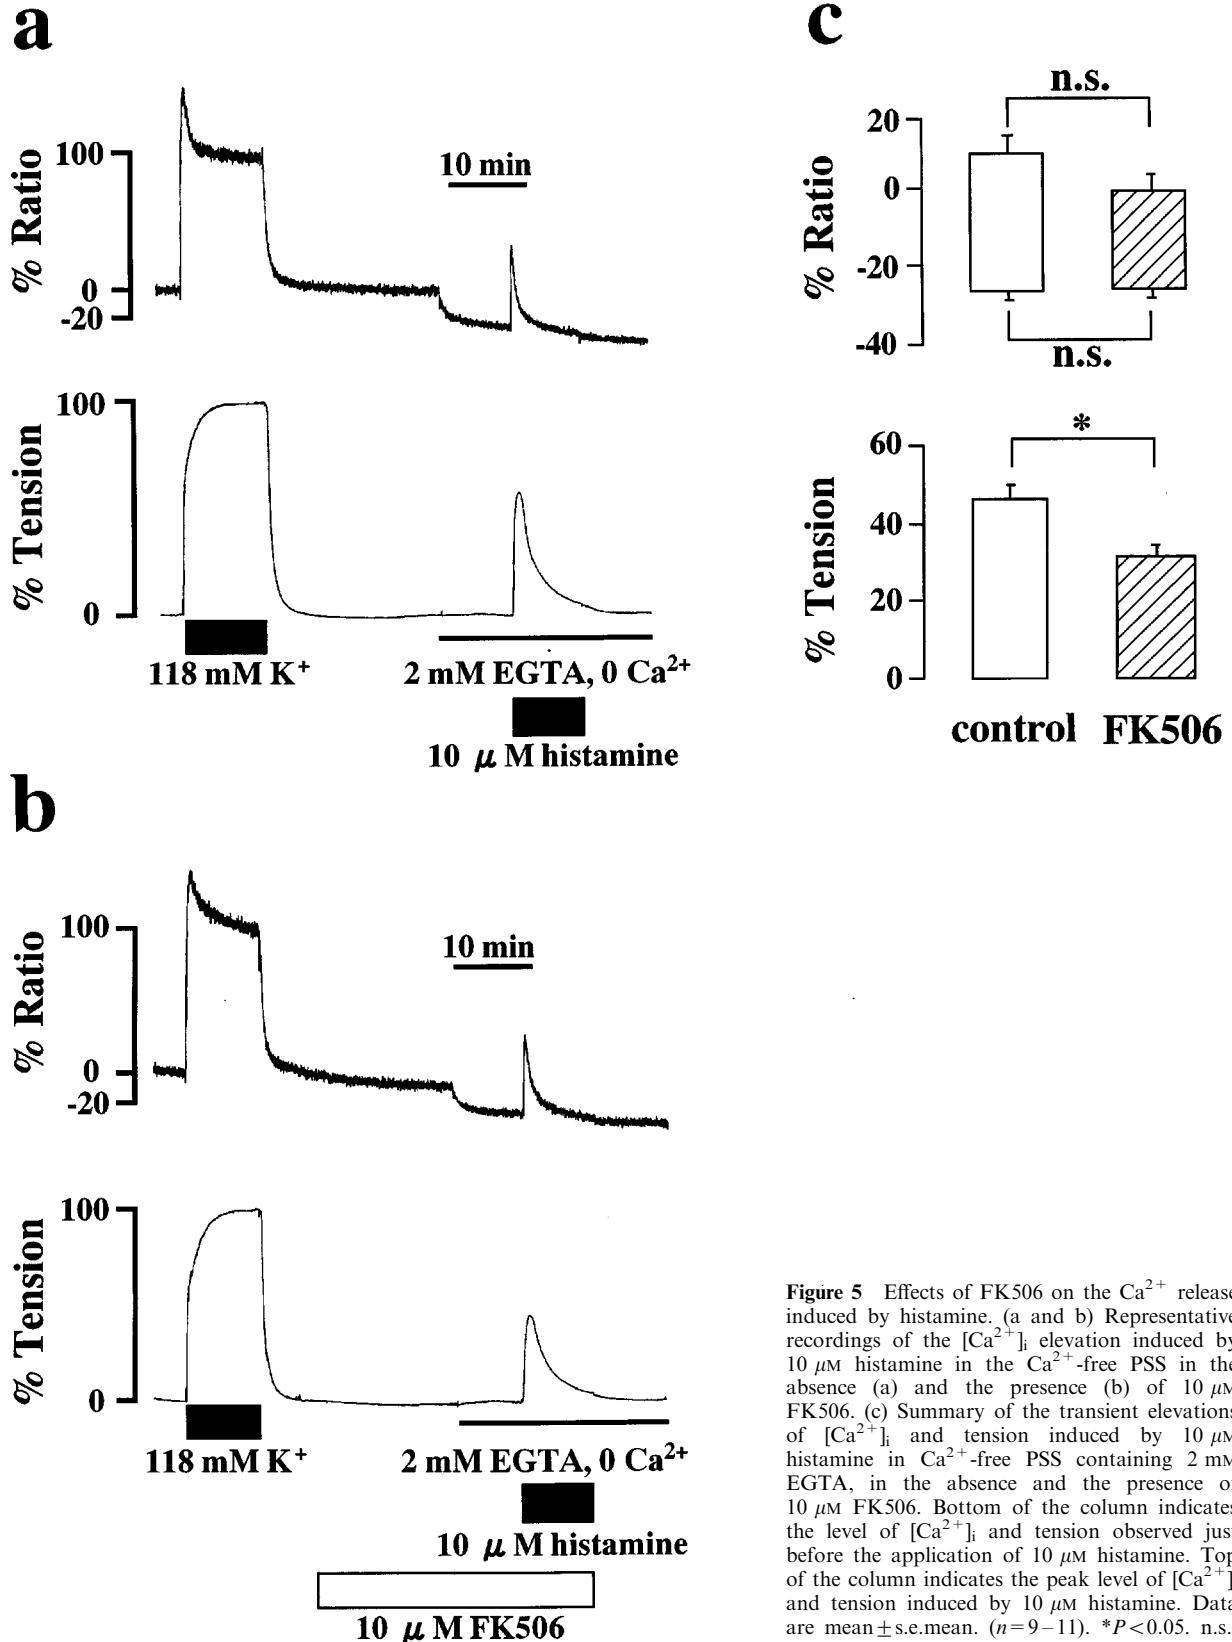 a
% Ratio
100
0
-20
10 min
% Tension
100
0
118 mM K⁺
2 mM EGTA, 0 Ca²⁺
10 μM histamine
b
% Ratio
100
0
-20
10 min
% Tension
100
0
118 mM K⁺
2 mM EGTA, 0 Ca²⁺
10 μM histamine
10 μM FK506
c
n.s.
% Ratio
20
0
-20
-40
n.s.
*
% Tension
60
40
20
0
control FK506
Figure 5 Effects of FK506 on the Ca²⁺ release
induced by histamine. (a and b) Representative
recordings of the [Ca²⁺]ᵢ elevation induced by
10 μM histamine in the Ca²⁺-free PSS in the
absence (a) and the presence (b) of 10 μM
FK506. (c) Summary of the transient elevations
of [Ca²⁺]ᵢ and tension induced by 10 μM
histamine in Ca²⁺-free PSS containing 2 mM
EGTA, in the absence and the presence of
10 μM FK506. Bottom of the column indicates
the level of [Ca²⁺]ᵢ and tension observed just
before the application of 10 μM histamine. Top
of the column indicates the peak level of [Ca²⁺]ᵢ
and tension induced by 10 μM histamine. Data
are mean±s.e.mean. (n=9–11). *P<0.05. n.s.